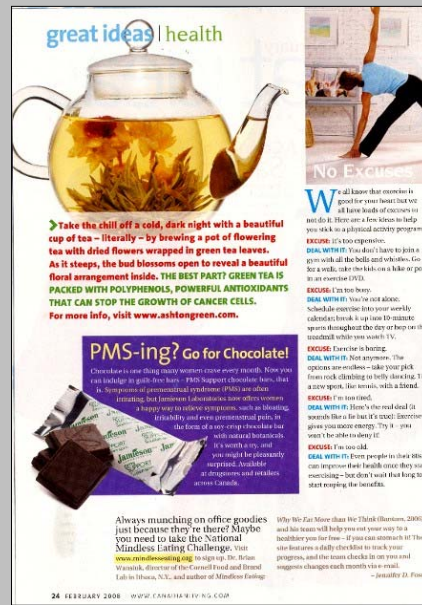 great ideas | health
>Take the chill off a cold, dark night with a beautiful
cup of tea – literally – by brewing a pot of flowering
tea with dried flowers wrapped in green tea leaves.
As it steeps, the bud blossoms open to reveal a beautiful
floral arrangement inside. THE BEST PART? GREEN TEA IS
PACKED WITH POLYPHENOLS, POWERFUL ANTIOXIDANTS
THAT CAN STOP THE GROWTH OF CANCER CELLS.
For more info, visit www.ashtongreen.com.
PMS-ing? Go for Chocolate!
Chocolate is one thing many women crave every month. Now you
can indulge in guilt-free bars – PMS Support chocolate bars, that
is. Symptoms of premenstrual syndrome (PMS) are often
irritating, but Jamieson Laboratories now offers women
a happy way to relieve symptoms, such as bloating,
irritability and even premenstrual pain, in
the form of a soy-crisp chocolate bar
with natural botanicals.
It's worth a try, and
you might be pleasantly
surprised. Available
at drugstores and retailers
across Canada.
Jamieson
Always munching on office goodies
just because they're there? Maybe
you need to take the National
Mindless Eating Challenge. Visit
www.mindlesseating.org to sign up. Dr. Brian
Wansink, director of the Cornell Food and Brand
Lab in Ithaca, N.Y., and author of Mindless Eating:
Why We Eat More than We Think (Bantam, 2006),
and his team will help you eat your way to a
healthier you for free – if you can stomach it! The
site features a daily checklist to track your
progress, and the team checks in on you and
suggests changes each month via e-mail.
No Excuses
We all know that exercise is
good for your heart but we
all have loads of excuses to
not do it. Here are a few ideas to help
you stick to a physical activity program
EXCUSE: It's too expensive.
DEAL WITH IT: You don't have to join a
gym with all the bells and whistles. Go
for a walk, take the kids on a hike or po
in an exercise DVD.
EXCUSE: I'm too busy.
DEAL WITH IT: You're not alone.
Schedule exercise into your weekly
calendar, break it up into 10-minute
spurts throughout the day or hop on th
treadmill while you watch TV.
EXCUSE: Exercise is boring.
DEAL WITH IT: Not anymore. The
options are endless – take your pick
from rock climbing to belly dancing. T
a new sport, like tennis, with a friend.
EXCUSE: I'm too tired.
DEAL WITH IT: Here's the real deal (it
sounds like a lie but it's true): Exercise
gives you more energy. Try it – you
won't be able to deny it.
EXCUSE: I'm too old.
DEAL WITH IT: Even people in their 80s
can improve their health once they sta
exercising – but don't wait that long to
start reaping the benefits.
24 FEBRUARY 2008 · WWW.CANADIANLIVING.COM